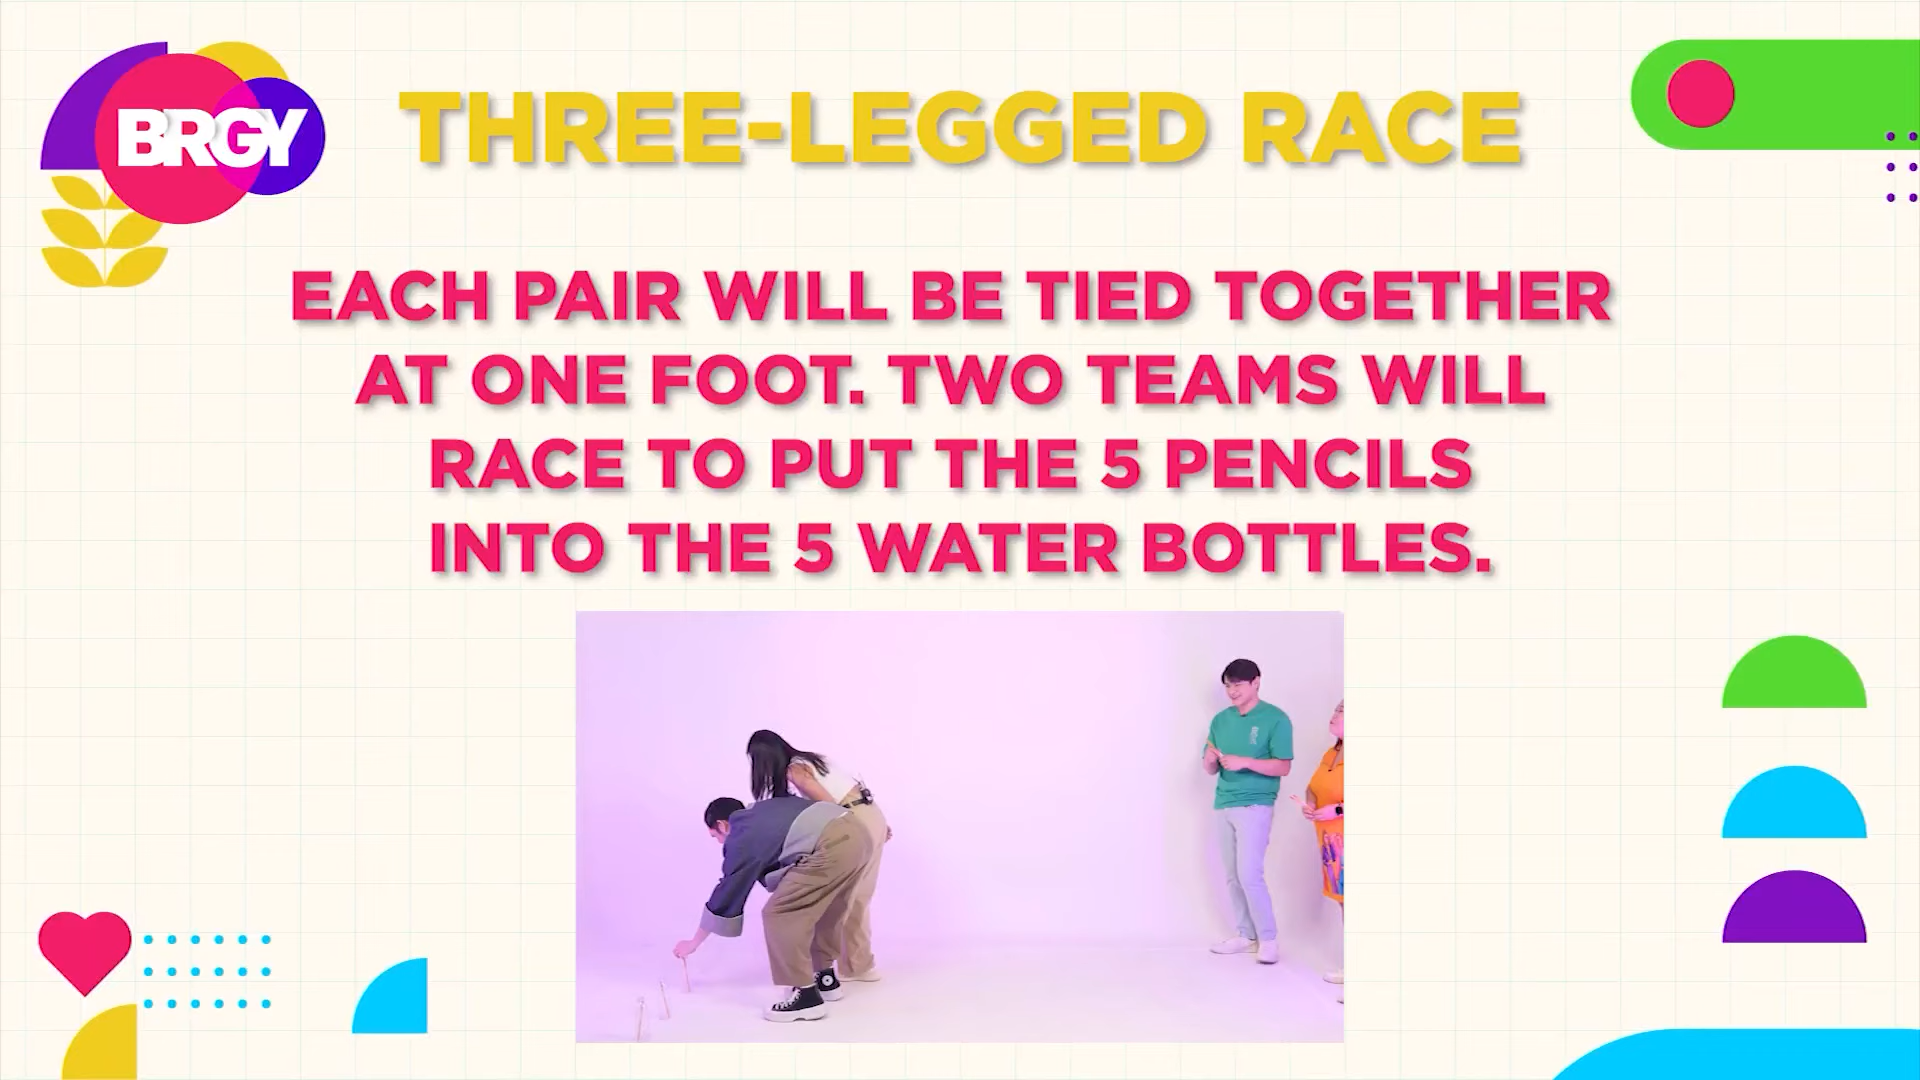 BRGY
THREE-LEGGED RACE
EACH PAIR WILL BE TIED TOGETHER
AT ONE FOOT. TWO TEAMS WILL
RACE TO PUT THE 5 PENCILS
INTO THE 5 WATER BOTTLES.